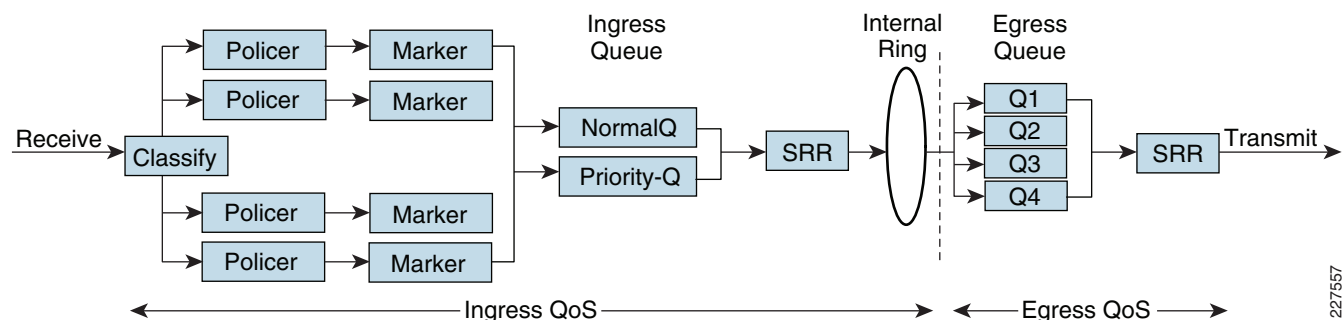 Ingress
Queue
Internal
Ring
Egress
Queue
Receive
Classify
Policer
Marker
Policer
Marker
Policer
Marker
Policer
Marker
NormalQ
Priority-Q
SRR
Q1
Q2
Q3
Q4
SRR
Transmit
Ingress QoS
Egress QoS
227557